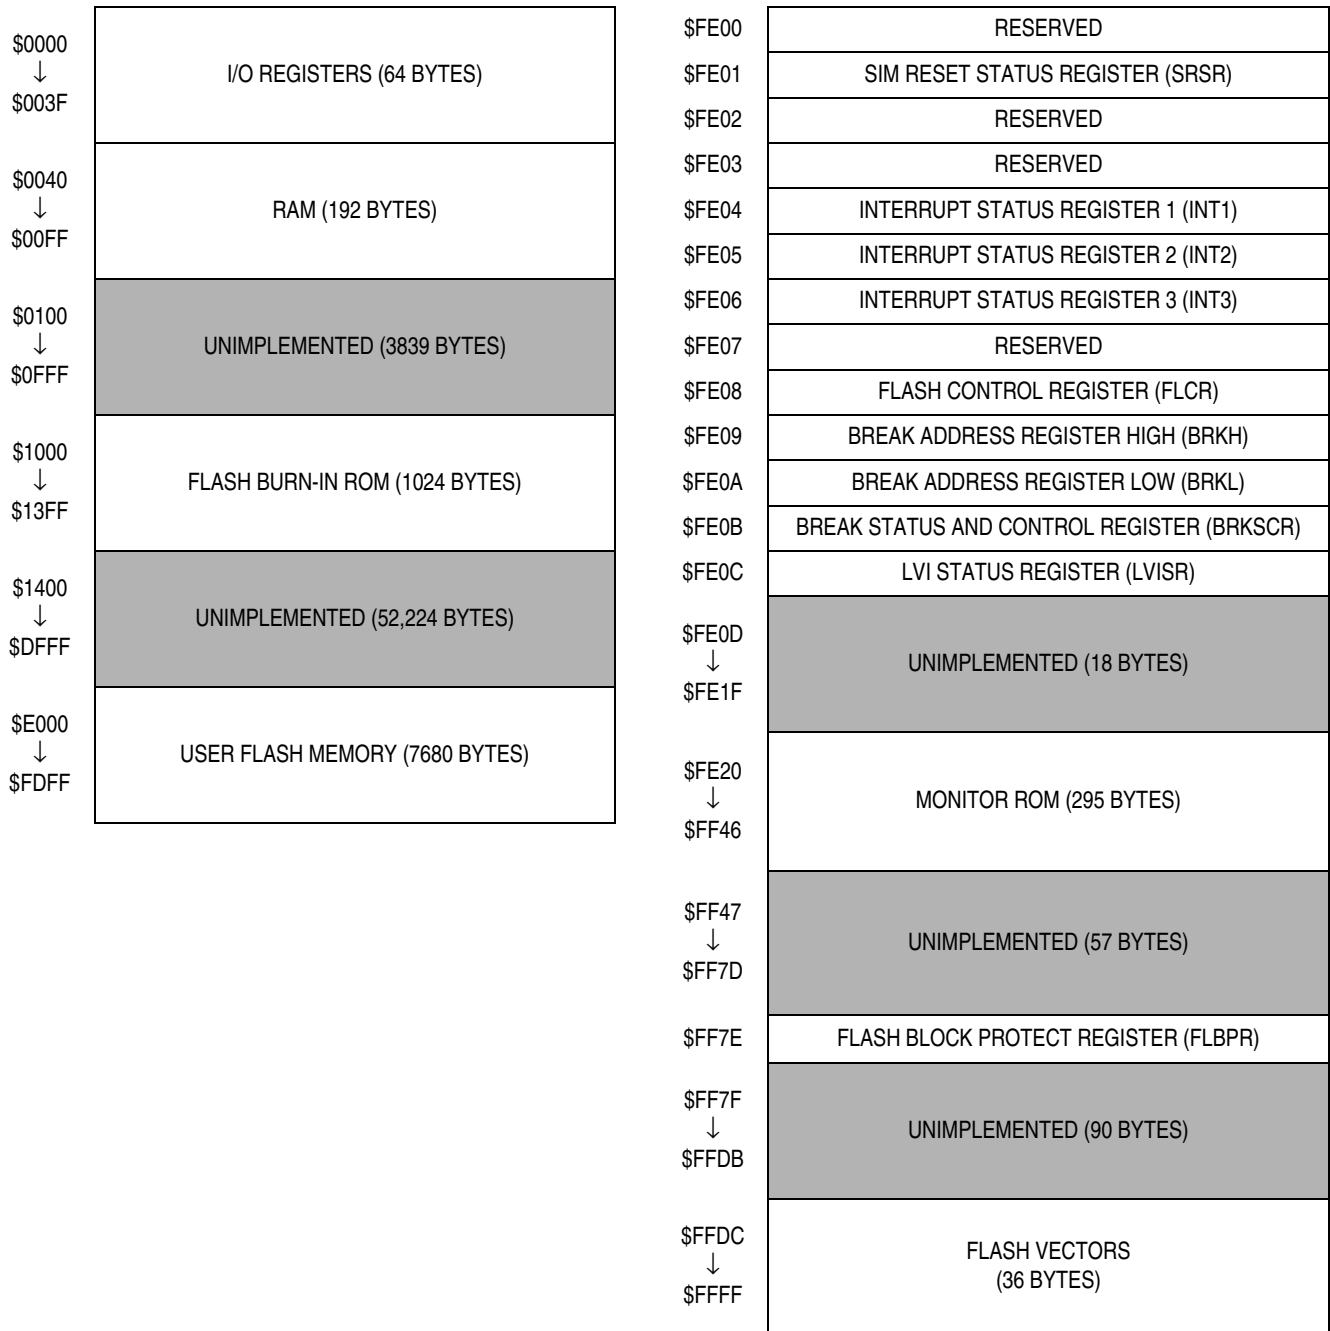 $0000
↓
$003F
I/O REGISTERS (64 BYTES)
$0040
↓
$00FF
RAM (192 BYTES)
$0100
↓
$0FFF
UNIMPLEMENTED (3839 BYTES)
$1000
↓
$13FF
FLASH BURN-IN ROM (1024 BYTES)
$1400
↓
$DFFF
UNIMPLEMENTED (52,224 BYTES)
$E000
↓
$FDFF
USER FLASH MEMORY (7680 BYTES)
$FE00 RESERVED
$FE01 SIM RESET STATUS REGISTER (SRSR)
$FE02 RESERVED
$FE03 RESERVED
$FE04 INTERRUPT STATUS REGISTER 1 (INT1)
$FE05 INTERRUPT STATUS REGISTER 2 (INT2)
$FE06 INTERRUPT STATUS REGISTER 3 (INT3)
$FE07 RESERVED
$FE08 FLASH CONTROL REGISTER (FLCR)
$FE09 BREAK ADDRESS REGISTER HIGH (BRKH)
$FE0A BREAK ADDRESS REGISTER LOW (BRKL)
$FE0B BREAK STATUS AND CONTROL REGISTER (BRKSCR)
$FE0C LVI STATUS REGISTER (LVISR)
$FE0D
↓
$FE1F
UNIMPLEMENTED (18 BYTES)
$FE20
↓
$FF46
MONITOR ROM (295 BYTES)
$FF47
↓
$FF7D
UNIMPLEMENTED (57 BYTES)
$FF7E FLASH BLOCK PROTECT REGISTER (FLBPR)
$FF7F
↓
$FFDB
UNIMPLEMENTED (90 BYTES)
$FFDC
↓
$FFFF
FLASH VECTORS
(36 BYTES)